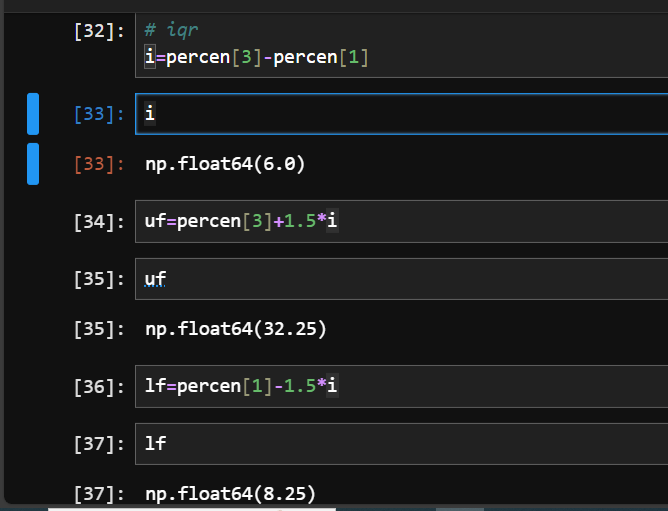 [32]: # iqr
i=percen[3]-percen[1]
[33]: i
[33]: np.float64(6.0)
[34]: uf=percen[3]+1.5*i
[35]: uf
[35]: np.float64(32.25)
[36]: lf=percen[1]-1.5*i
[37]: lf
[37]: np.float64(8.25)